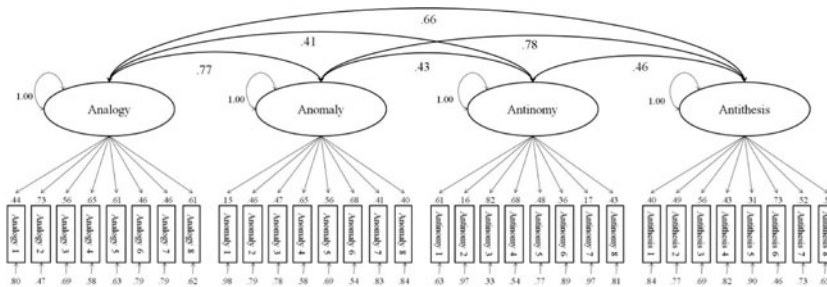 .66
.41
.78
.77
.43
.46
1.00
Analogy
1.00
Anomaly
1.00
Antinomy
1.00
Antithesis
.44 .73 .56 .65 .61 .46 .46 .61
.15 .46 .47 .65 .56 .68 .41 .40
.61 .16 .82 .68 .48 .36 .17 .43
.40 .49 .56 .43 .31 .73 .52
Analogy 1
Analogy 2
Analogy 3
Analogy 4
Analogy 5
Analogy 6
Analogy 7
Analogy 8
Anomaly 1
Anomaly 2
Anomaly 3
Anomaly 4
Anomaly 5
Anomaly 6
Anomaly 7
Anomaly 8
Antinomy 1
Antinomy 2
Antinomy 3
Antinomy 4
Antinomy 5
Antinomy 6
Antinomy 7
Antinomy 8
Antithesis 1
Antithesis 2
Antithesis 3
Antithesis 4
Antithesis 5
Antithesis 6
Antithesis 7
Antithesis 8
.80 .47 .69 .58 .63 .79 .79 .62
.98 .79 .78 .58 .69 .54 .83 .84
.63 .97 .33 .54 .77 .89 .97 .81
.84 .77 .69 .82 .90 .46 .73